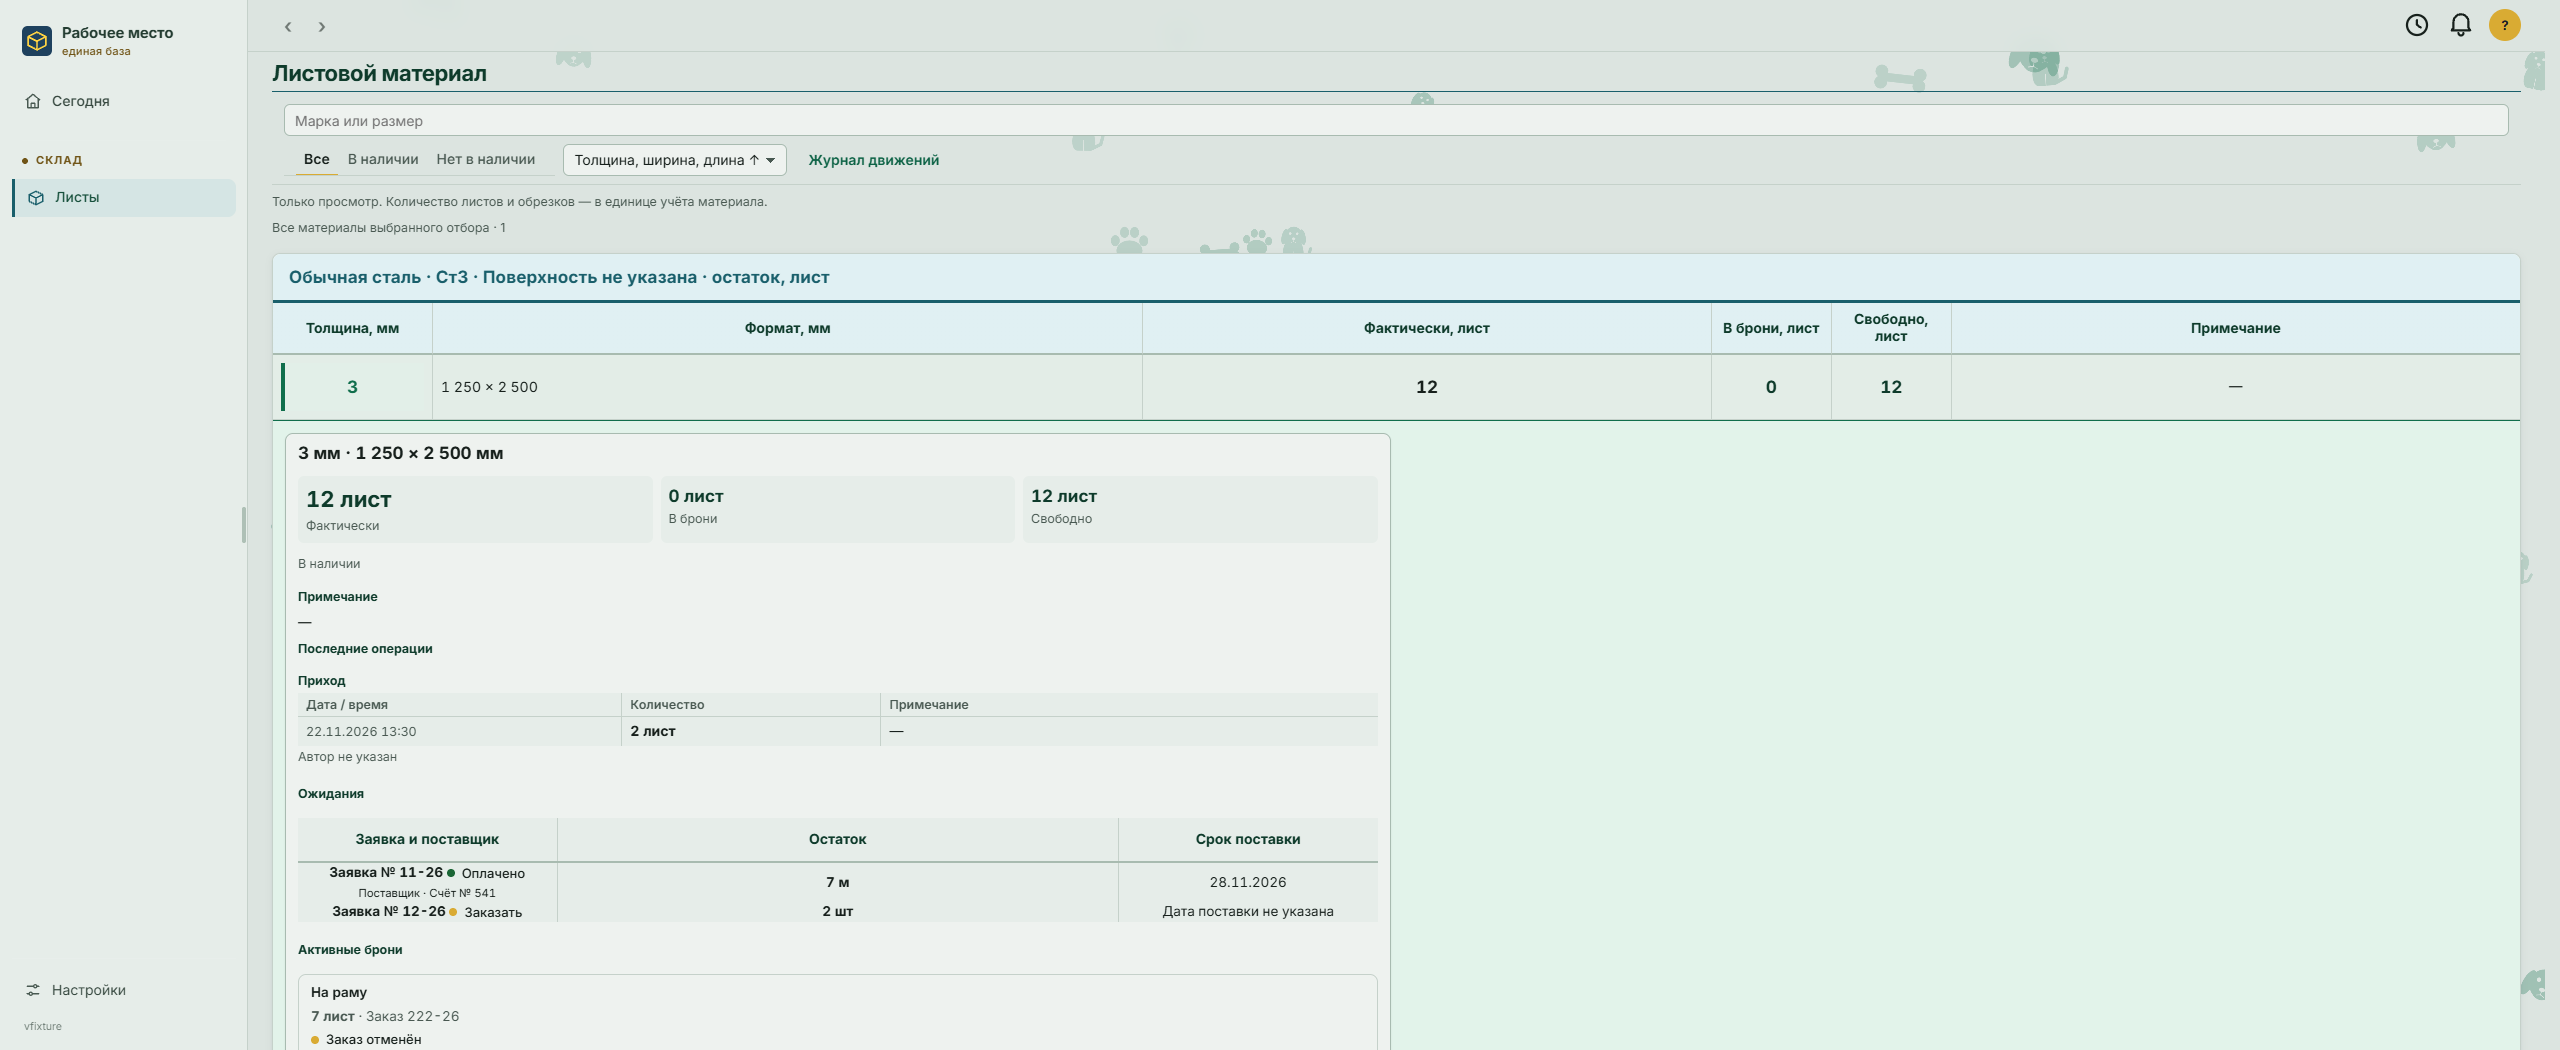 Рабочее место
единая база
Сегодня
СКЛАД
Листы
Настройки
vfixture
?
Листовой материал
Марка или размер
Все В наличии Нет в наличии Толщина, ширина, длина ↑ Журнал движений
Только просмотр. Количество листов и обрезков — в единице учёта материала.
Все материалы выбранного отбора · 1
Обычная сталь · Ст3 · Поверхность не указана · остаток, лист
Толщина, мм Формат, мм Фактически, лист В брони, лист Свободно, лист Примечание
3 1 250 × 2 500 12 0 12 —
3 мм · 1 250 × 2 500 мм
12 лист 0 лист 12 лист
Фактически В брони Свободно
В наличии
Примечание
—
Последние операции
Приход
Дата / время Количество Примечание
22.11.2026 13:30 2 лист —
Автор не указан
Ожидания
Заявка и поставщик Остаток Срок поставки
Заявка № 11-26 Оплачено 7 м 28.11.2026
Поставщик · Счёт № 541
Заявка № 12-26 Заказать 2 шт Дата поставки не указана
Активные брони
На раму
7 лист · Заказ 222-26
Заказ отменён